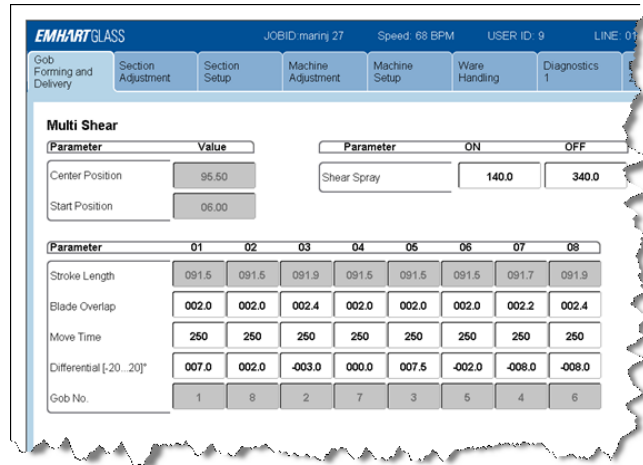 EMHART GLASS JOBID:marinj 27 Speed: 68 BPM USER ID: 9 LINE: 01
Gob Forming and Delivery Section Adjustment Section Setup Machine Adjustment Machine Setup Ware Handling Diagnostics 1
Multi Shear
Parameter Value Parameter ON OFF
Center Position 95.50 Shear Spray 140.0 340.0
Start Position 06.00
Parameter 01 02 03 04 05 06 07 08
Stroke Length 091.5 091.5 091.9 091.5 091.5 091.5 091.7 091.9
Blade Overlap 002.0 002.0 002.4 002.0 002.0 002.0 002.2 002.4
Move Time 250 250 250 250 250 250 250 250
Differential [-20...20]° 007.0 002.0 -003.0 000.0 007.5 -002.0 -008.0 -008.0
Gob No. 1 8 2 7 3 5 4 6